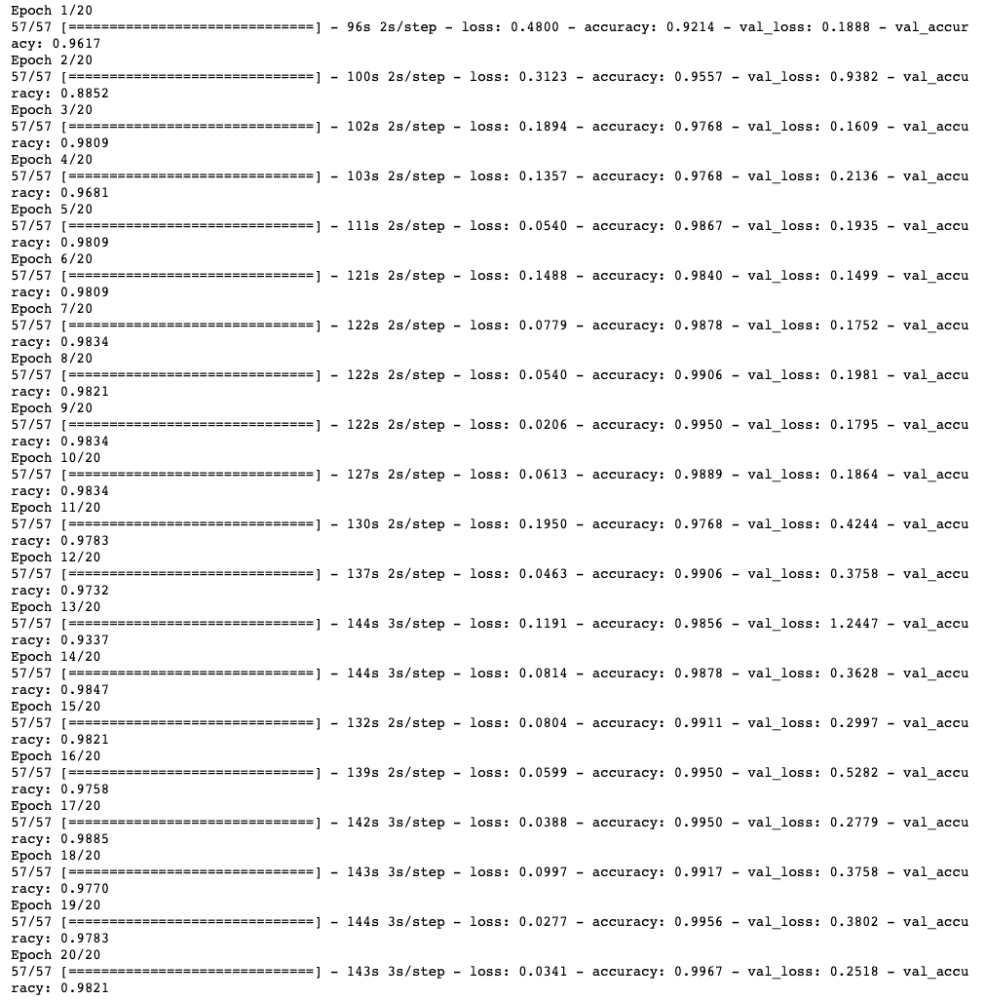 Epoch 1/20
57/57 [==============================] - 96s 2s/step - loss: 0.4800 - accuracy: 0.9214 - val_loss: 0.1888 - val_accur
acy: 0.9617
Epoch 2/20
57/57 [==============================] - 100s 2s/step - loss: 0.3123 - accuracy: 0.9557 - val_loss: 0.9382 - val_accu
racy: 0.8852
Epoch 3/20
57/57 [==============================] - 102s 2s/step - loss: 0.1894 - accuracy: 0.9768 - val_loss: 0.1609 - val_accu
racy: 0.9809
Epoch 4/20
57/57 [==============================] - 103s 2s/step - loss: 0.1357 - accuracy: 0.9768 - val_loss: 0.2136 - val_accu
racy: 0.9681
Epoch 5/20
57/57 [==============================] - 111s 2s/step - loss: 0.0540 - accuracy: 0.9867 - val_loss: 0.1935 - val_accu
racy: 0.9809
Epoch 6/20
57/57 [==============================] - 121s 2s/step - loss: 0.1488 - accuracy: 0.9840 - val_loss: 0.1499 - val_accu
racy: 0.9809
Epoch 7/20
57/57 [==============================] - 122s 2s/step - loss: 0.0779 - accuracy: 0.9878 - val_loss: 0.1752 - val_accu
racy: 0.9834
Epoch 8/20
57/57 [==============================] - 122s 2s/step - loss: 0.0540 - accuracy: 0.9906 - val_loss: 0.1981 - val_accu
racy: 0.9821
Epoch 9/20
57/57 [==============================] - 122s 2s/step - loss: 0.0206 - accuracy: 0.9950 - val_loss: 0.1795 - val_accu
racy: 0.9834
Epoch 10/20
57/57 [==============================] - 127s 2s/step - loss: 0.0613 - accuracy: 0.9889 - val_loss: 0.1864 - val_accu
racy: 0.9834
Epoch 11/20
57/57 [==============================] - 130s 2s/step - loss: 0.1950 - accuracy: 0.9768 - val_loss: 0.4244 - val_accu
racy: 0.9783
Epoch 12/20
57/57 [==============================] - 137s 2s/step - loss: 0.0463 - accuracy: 0.9906 - val_loss: 0.3758 - val_accu
racy: 0.9732
Epoch 13/20
57/57 [==============================] - 144s 3s/step - loss: 0.1191 - accuracy: 0.9856 - val_loss: 1.2447 - val_accu
racy: 0.9337
Epoch 14/20
57/57 [==============================] - 144s 3s/step - loss: 0.0814 - accuracy: 0.9878 - val_loss: 0.3628 - val_accu
racy: 0.9847
Epoch 15/20
57/57 [==============================] - 132s 2s/step - loss: 0.0804 - accuracy: 0.9911 - val_loss: 0.2997 - val_accu
racy: 0.9821
Epoch 16/20
57/57 [==============================] - 139s 2s/step - loss: 0.0599 - accuracy: 0.9950 - val_loss: 0.5282 - val_accu
racy: 0.9758
Epoch 17/20
57/57 [==============================] - 142s 3s/step - loss: 0.0388 - accuracy: 0.9950 - val_loss: 0.2779 - val_accu
racy: 0.9885
Epoch 18/20
57/57 [==============================] - 143s 3s/step - loss: 0.0997 - accuracy: 0.9917 - val_loss: 0.3758 - val_accu
racy: 0.9770
Epoch 19/20
57/57 [==============================] - 144s 3s/step - loss: 0.0277 - accuracy: 0.9956 - val_loss: 0.3802 - val_accu
racy: 0.9783
Epoch 20/20
57/57 [==============================] - 143s 3s/step - loss: 0.0341 - accuracy: 0.9967 - val_loss: 0.2518 - val_accu
racy: 0.9821